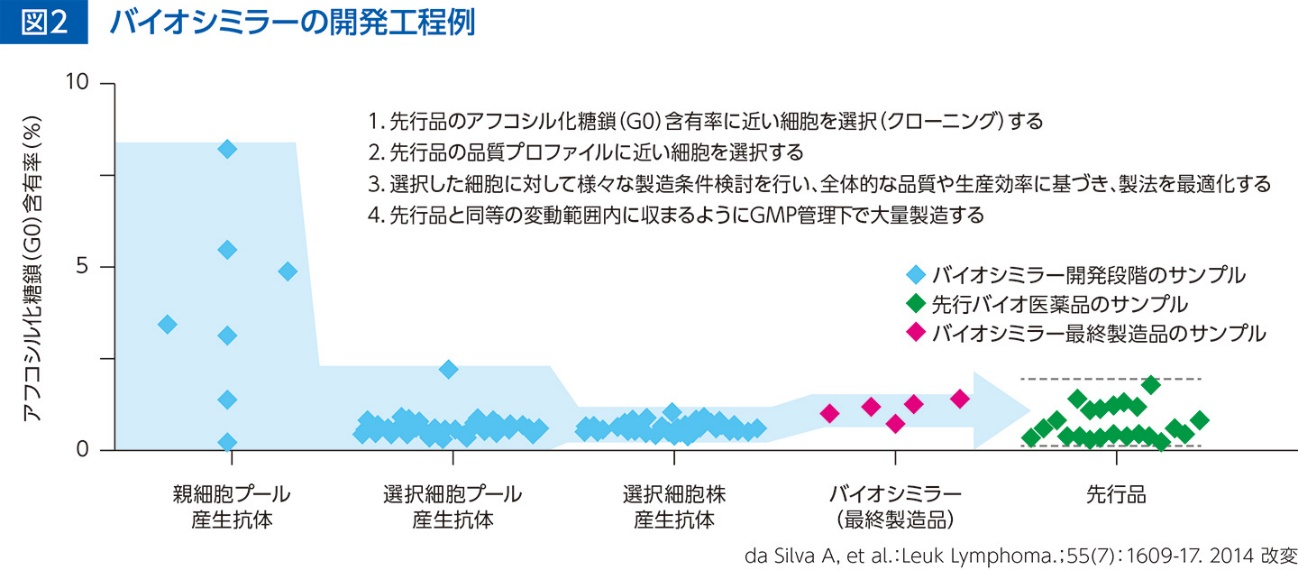 図2 バイオシミラーの開発工程例
10
5
0
アフコシル化糖鎖(G0)含有率(%)
1. 先行品のアフコシル化糖鎖(G0)含有率に近い細胞を選択(クローニング)する
2. 先行品の品質プロファイルに近い細胞を選択する
3. 選択した細胞に対して様々な製造条件検討を行い、全体的な品質や生産効率に基づき、製法を最適化する
4. 先行品と同等の変動範囲内に収まるようにGMP管理下で大量製造する
バイオシミラー開発段階のサンプル
先行バイオ医薬品のサンプル
バイオシミラー最終製造品のサンプル
親細胞プール
産生抗体
選択細胞プール
産生抗体
選択細胞株
産生抗体
バイオシミラー
(最終製造品)
先行品
da Silva A, et al.:Leuk Lymphoma.;55(7):1609-17. 2014 改変